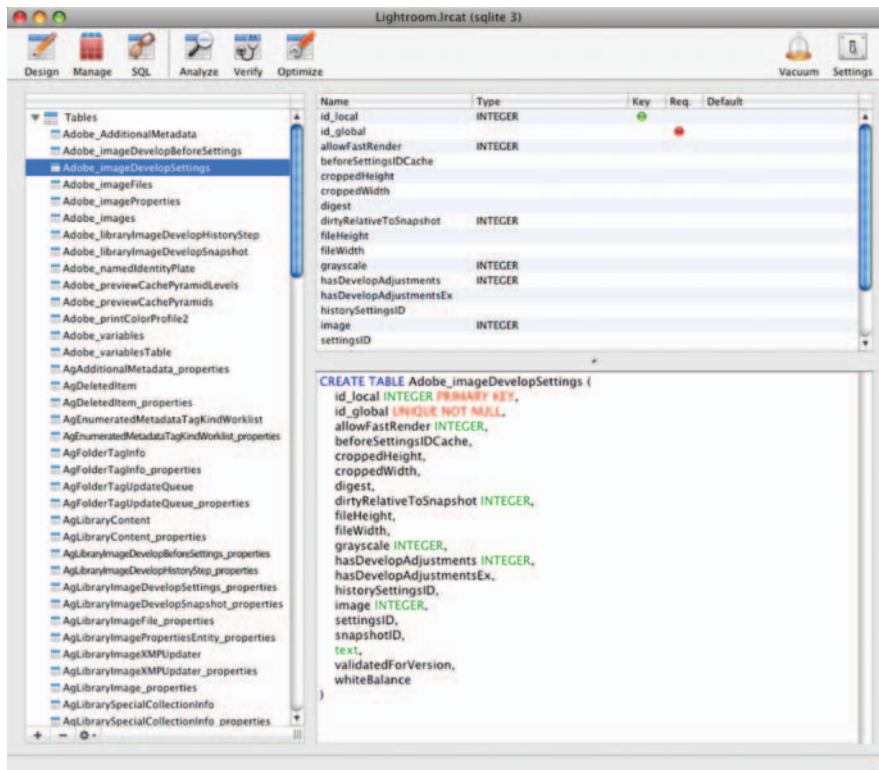 Lightroom.lrcat (sqlite 3)
Design Manage SQL Analyze Verify Optimize Vacuum Settings
Tables
Adobe_AdditionalMetadata
Adobe_imageDevelopBeforeSettings
Adobe_imageDevelopSettings
Adobe_imageFiles
Adobe_imageProperties
Adobe_images
Adobe_libraryImageDevelopHistoryStep
Adobe_libraryImageDevelopSnapshot
Adobe_namedIdentityPlate
Adobe_previewCachePyramidLevels
Adobe_previewCachePyramids
Adobe_printColorProfile2
Adobe_variables
Adobe_variablesTable
AgAdditionalMetadata_properties
AgDeletedItem
AgDeletedItem_properties
AgEnumeratedMetadataTagKindWorklist
AgEnumeratedMetadataTagKindWorklist_properties
AgFolderTagInfo
AgFolderTagInfo_properties
AgFolderTagUpdateQueue
AgFolderTagUpdateQueue_properties
AgLibraryContent
AgLibraryContent_properties
AgLibraryImageDevelopBeforeSettings_properties
AgLibraryImageDevelopHistoryStep_properties
AgLibraryImageDevelopSettings_properties
AgLibraryImageDevelopSnapshot_properties
AgLibraryImageFile_properties
AgLibraryImagePropertiesEntity_properties
AgLibraryImageXMPUpdater
AgLibraryImageXMPUpdater_properties
AgLibraryImage_properties
AgLibrarySpecialCollectionInfo
AgLibrarySpecialCollectionInfo_properties
Name Type Key Req. Default
id_local INTEGER
id_global
allowFastRender INTEGER
beforeSettingsIDCache
croppedHeight
croppedWidth
digest
dirtyRelativeToSnapshot INTEGER
fileHeight
fileWidth
grayscale INTEGER
hasDevelopAdjustments INTEGER
hasDevelopAdjustmentsEx
historySettingsID
image INTEGER
settingsID
CREATE TABLE Adobe_imageDevelopSettings (
id_local INTEGER PRIMARY KEY,
id_global UNIQUE NOT NULL,
allowFastRender INTEGER,
beforeSettingsIDCache,
croppedHeight,
croppedWidth,
digest,
dirtyRelativeToSnapshot INTEGER,
fileHeight,
fileWidth,
grayscale INTEGER,
hasDevelopAdjustments INTEGER,
hasDevelopAdjustmentsEx,
historySettingsID,
image INTEGER,
settingsID,
snapshotID,
text,
validatedForVersion,
whiteBalance
)